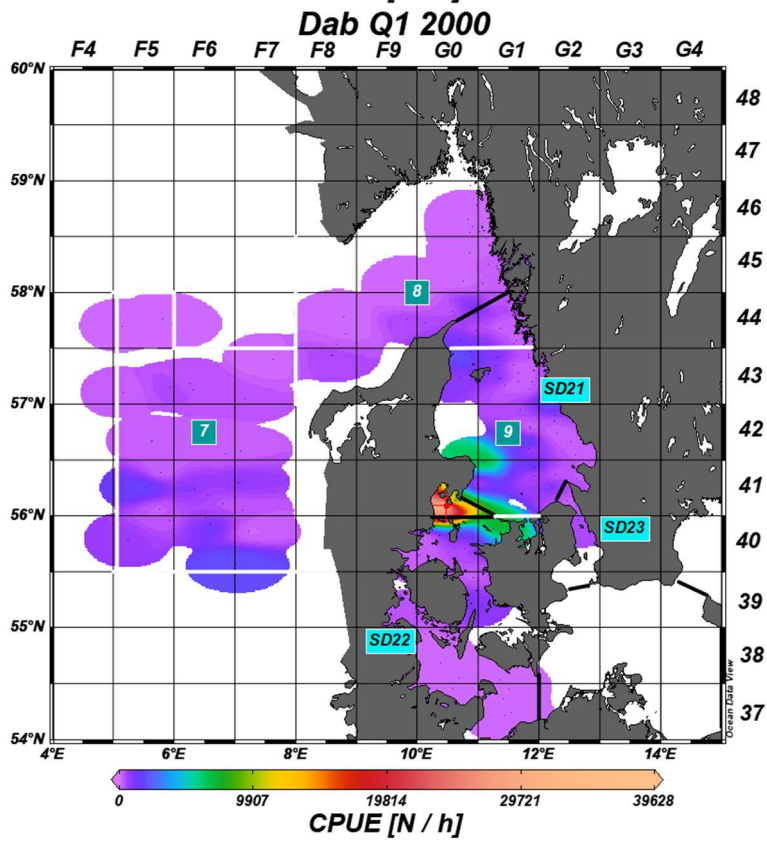 Dab Q1 2000
F4 F5 F6 F7 F8 F9 G0 G1 G2 G3 G4
60°N
48
47
59°N
46
45
58°N
8
44
43
SD21
57°N
7
9
42
41
56°N
SD23
40
39
55°N
SD22
38
37
54°N
4°E 6°E 8°E 10°E 12°E 14°E
Ocean Data View
0 9907 19814 29721 39628
CPUE [N / h]